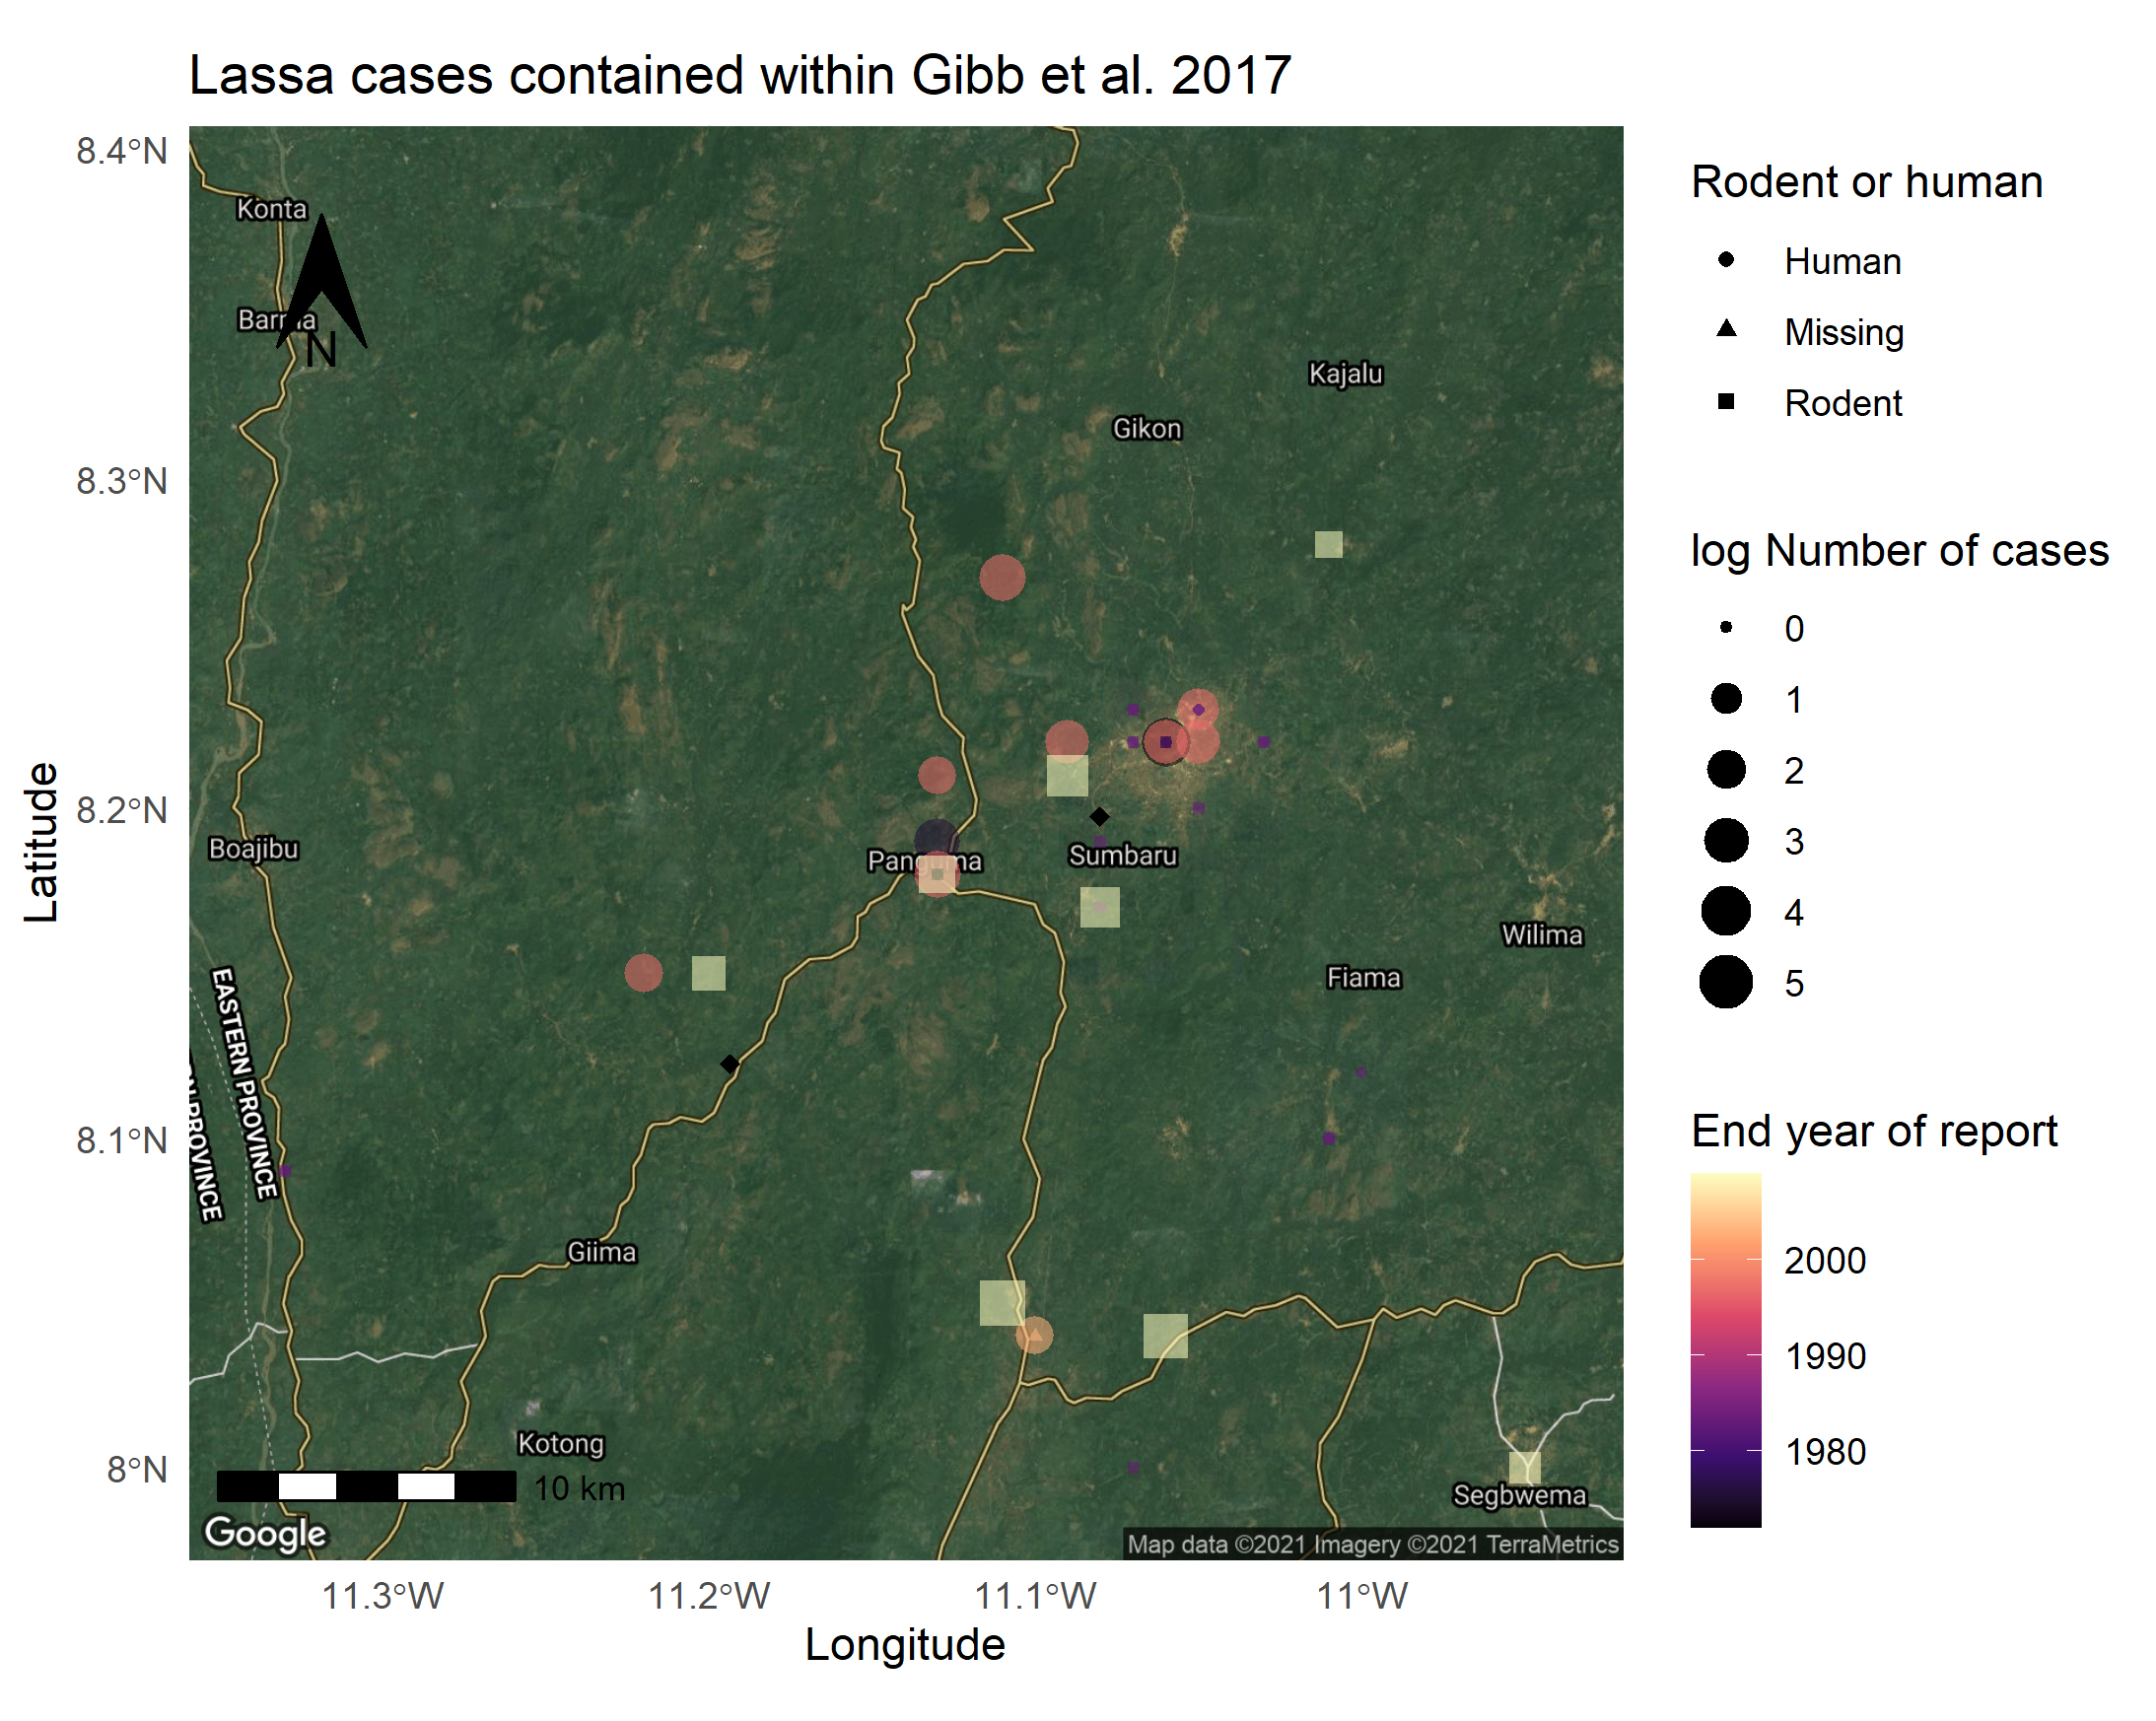 Lassa cases contained within Gibb et al. 2017
8.4°N
8.3°N
8.2°N
8.1°N
8°N
Latitude
Konta
N
Kajalu
Gikon
Boajibu
Sumbaru
Wilima
Fiama
EASTERN PROVINCE
PROVINCE
Giima
Kotong
Segbwema
10 km
Google
Map data ©2021 Imagery ©2021 TerraMetrics
11.3°W
11.2°W
11.1°W
11°W
Longitude
Rodent or human
Human
Missing
Rodent
log Number of cases
0
1
2
3
4
5
End year of report
2000
1990
1980